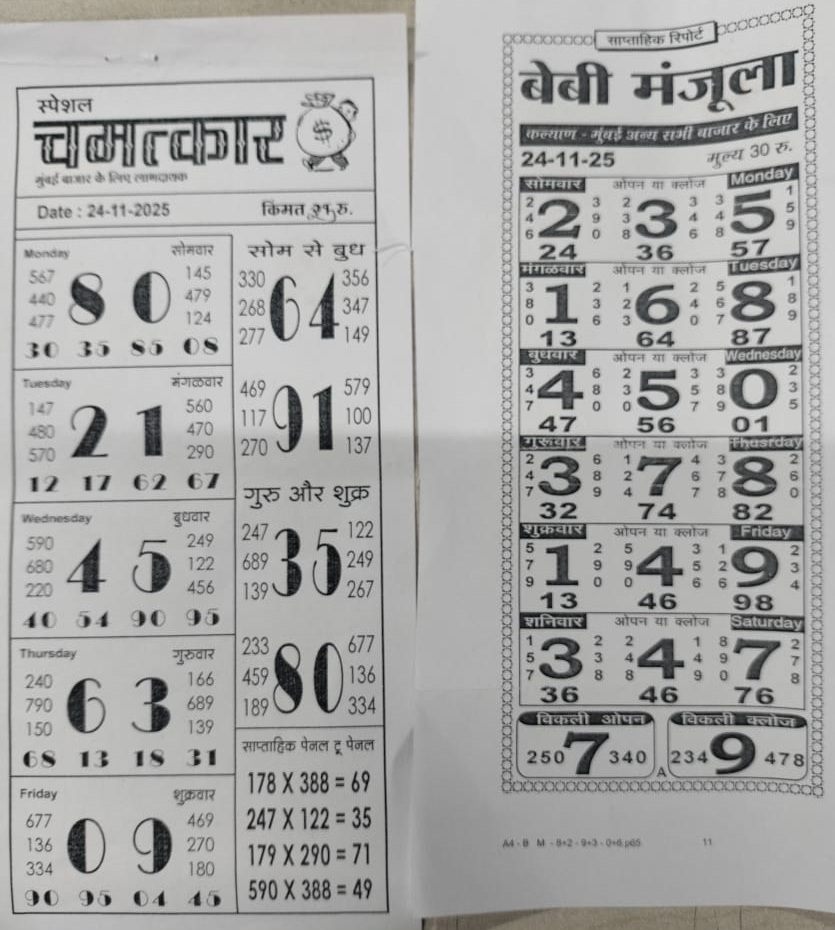 स्पेशल
चमत्कार
$
मुंबई बाजार के लिए लाभदायक
Date : 24-11-2025 किंमत २१ रु.
Monday सोमवार
567 145
440 8 0 479
477 124
30 35 85 08
Tuesday मंगळवार
147 560
480 2 1 470
570 290
12 17 62 67
Wednesday बुधवार
590 249
680 4 5 122
220 456
40 54 90 95
Thursday गुरुवार
240 166
790 6 3 689
150 139
68 13 18 31
Friday शुक्रवार
677 469
136 0 9 270
334 180
90 95 04 45
सोम से बुध
330 356
268 64 347
277 149
469 579
117 91 100
270 137
गुरु और शुक्र
247 122
689 35 249
139 267
233 677
459 80 136
189 334
साप्ताहिक पेनल टू पेनल
178 X 388 = 69
247 X 122 = 35
179 X 290 = 71
590 X 388 = 49
साप्ताहिक रिपोर्ट
बेबी मंजूला
कल्याण - मुंबई अन्य सभी बाजार के लिए
24-11-25 मुल्य 30 रु.
सोमवार ओपन या क्लोज Monday
2 3 2 3 3 1
4 2 9 3 3 4 4 5 5
6 0 8 6 8 9
24 36 57
मंगळवार ओपन या क्लोज Tuesday
3 2 1 2 5 1
8 1 3 2 6 4 6 8 8
0 6 3 0 7 9
13 64 87
बुधवार ओपन या क्लोज Wednesday
3 6 2 3 3 2
4 4 8 3 5 5 8 0 3
7 0 0 7 9 5
47 56 01
गुरुवार ओपन या क्लोज Thusrday
2 6 1 4 3 2
4 3 8 2 7 6 7 8 6
7 9 4 7 8 0
32 74 82
शुक्रवार ओपन या क्लोज Friday
5 2 5 3 1 2
7 1 9 9 4 5 2 9 3
9 0 0 6 6 4
13 46 98
शनिवार ओपन या क्लोज Saturday
1 2 2 1 8 2
5 3 3 4 4 4 9 7 7
7 8 8 9 0 8
36 46 76
विकली ओपन विकली क्लोज
250 7 340 A 234 9 478
A4 - B M - 8+2 - 9+3 - 0+6.p65 11